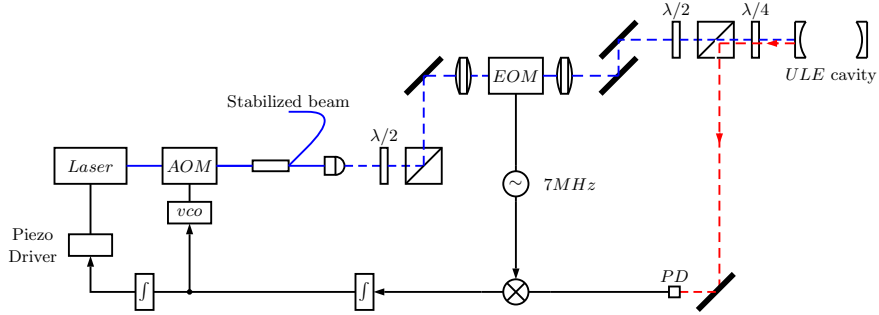 λ/2
λ/4
EOM
ULE cavity
Stabilized beam
λ/2
Laser
AOM
~
7MHz
vco
Piezo
Driver
PD
∫
∫